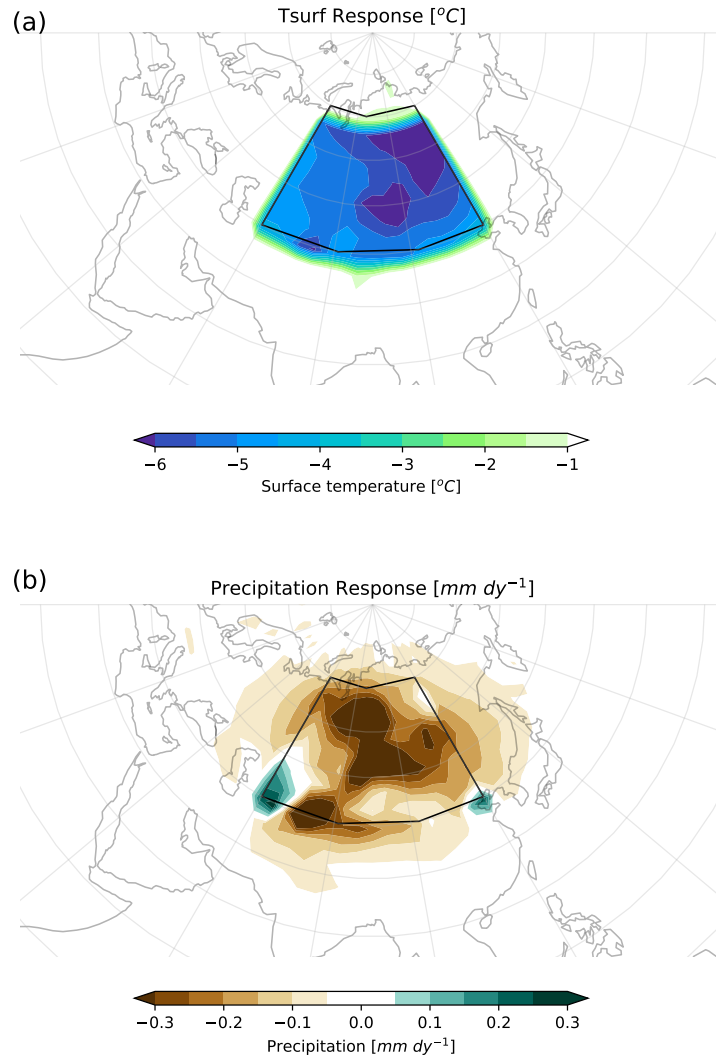 (a)
Tsurf Response [°C]
−6 −5 −4 −3 −2 −1
Surface temperature [°C]
(b)
Precipitation Response [mm dy⁻¹]
−0.3 −0.2 −0.1 0.0 0.1 0.2 0.3
Precipitation [mm dy⁻¹]